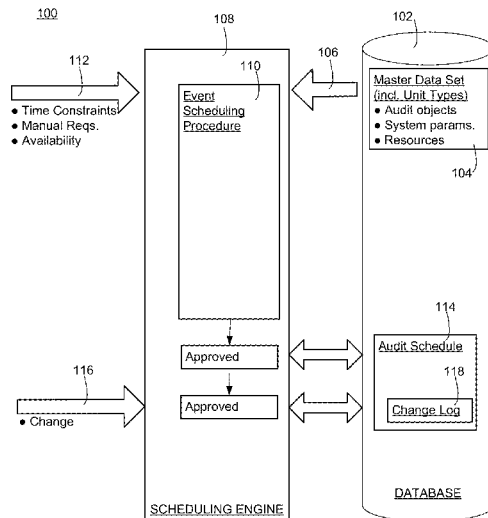 100
108
102
112
110
106
Event
Scheduling
Procedure
Master Data Set
(incl. Unit Types)
● Audit objects
● System params.
● Resources
104
● Time Constraints
● Manual Reqs.
● Availability
114
Approved
Audit Schedule
116
118
Approved
Change Log
● Change
DATABASE
SCHEDULING ENGINE